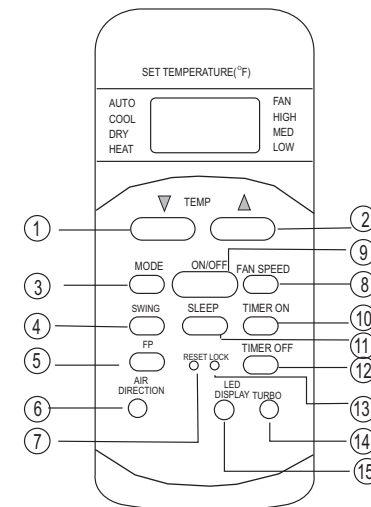 SET TEMPERATURE(°F)
AUTO
COOL
DRY
HEAT
FAN
HIGH
MED
LOW
TEMP
1
2
MODE
ON/OFF
FAN SPEED
9
3
8
SWING
SLEEP
TIMER ON
4
10
FP
RESET LOCK
TIMER OFF
11
5
12
AIR
DIRECTION
LED
DISPLAY
TURBO
6
13
7
14
15